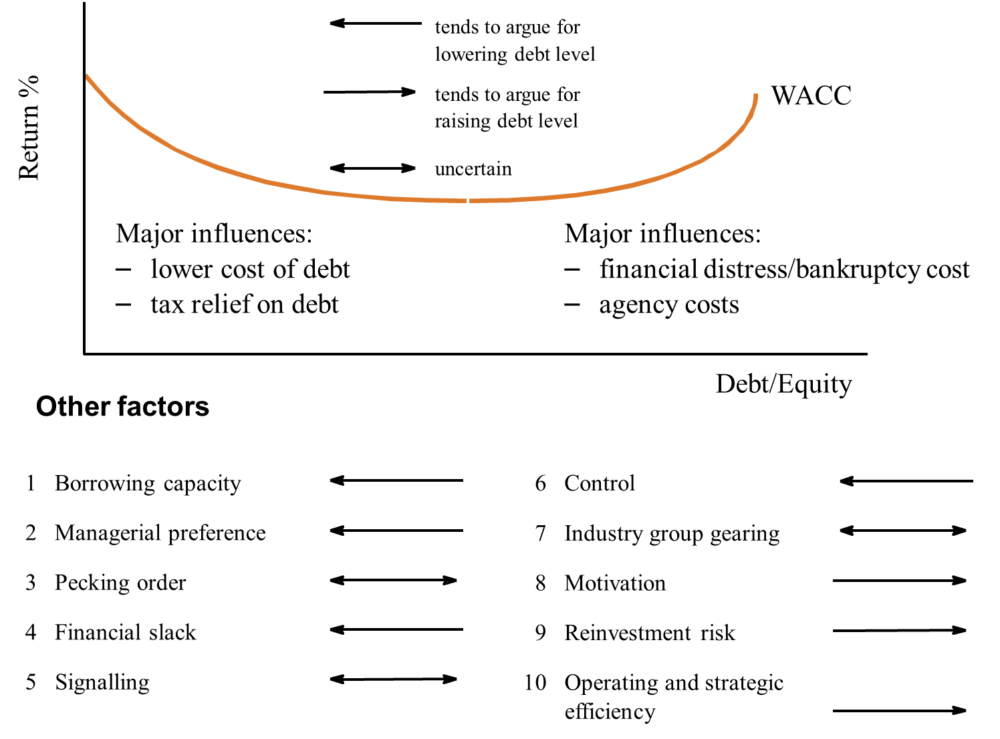 tends to argue for
lowering debt level
tends to argue for
raising debt level
uncertain
Return %
WACC
Major influences:
– lower cost of debt
– tax relief on debt
Major influences:
– financial distress/bankruptcy cost
– agency costs
Debt/Equity
Other factors
1 Borrowing capacity
2 Managerial preference
3 Pecking order
4 Financial slack
5 Signalling
6 Control
7 Industry group gearing
8 Motivation
9 Reinvestment risk
10 Operating and strategic
efficiency